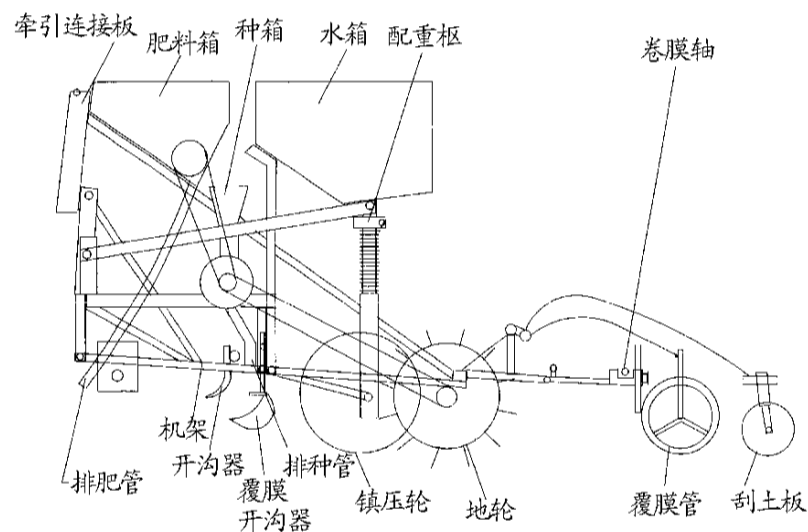 牵引连接板
肥料箱
种箱
水箱
配重枢
卷膜轴
机架
开沟器
排种管
排肥管
覆膜
开沟器
镇压轮
地轮
覆膜管
刮土板